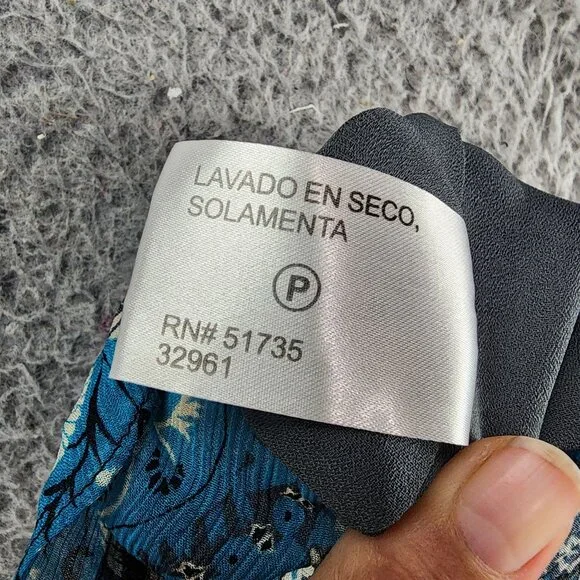 LAVADO EN SECO,
SOLAMENTA
P
RN# 51735
32961